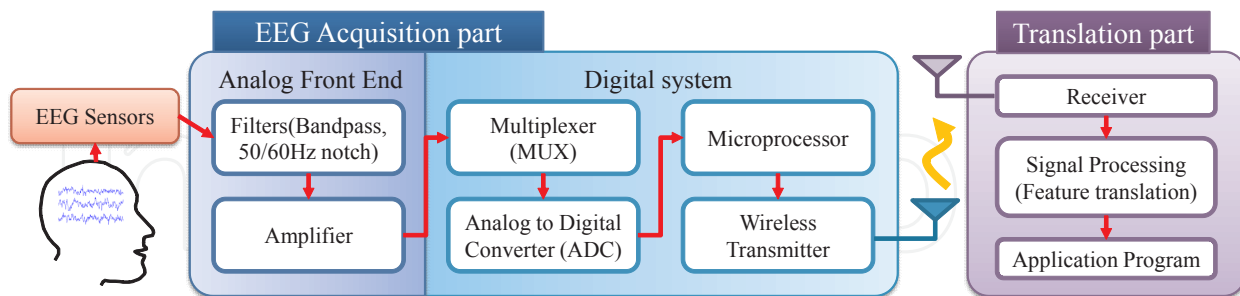 EEG Acquisition part
Translation part
Analog Front End
Digital system
EEG Sensors
Filters(Bandpass,
50/60Hz notch)
Amplifier
Multiplexer
(MUX)
Analog to Digital
Converter (ADC)
Microprocessor
Wireless
Transmitter
Receiver
Signal Processing
(Feature translation)
Application Program